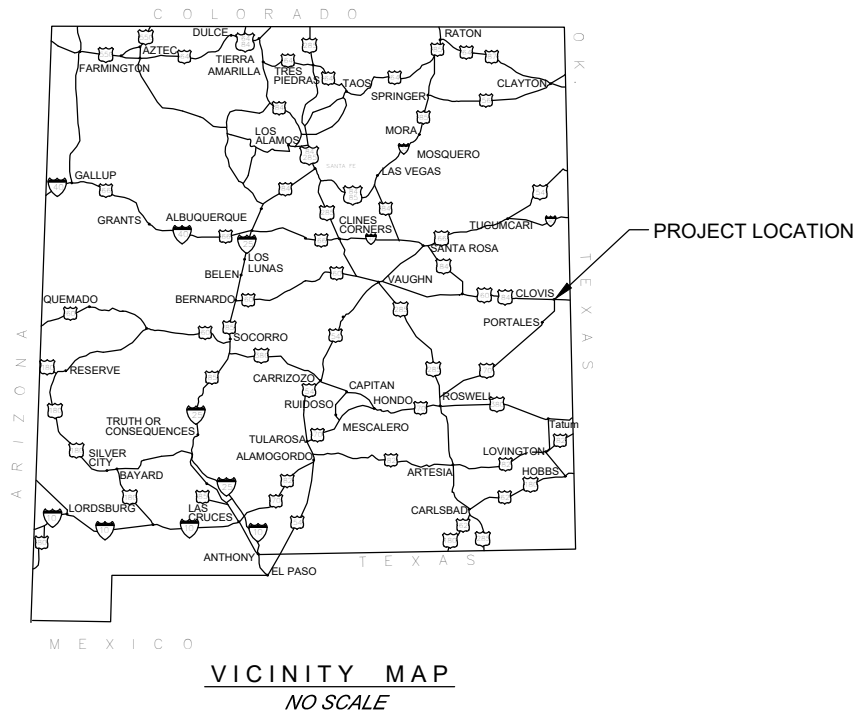 COLORADO
DULCE
RATON
AZTEC
OK.
FARMINGTON
TIERRA
AMARILLA
TRES
PIEDRAS
TAOS
CLAYTON
SPRINGER
LOS
ALAMOS
MORA
MOSQUERO
SANTA FE
LAS VEGAS
GALLUP
GRANTS
ALBUQUERQUE
CLINES
CORNERS
TUCUMCARI
PROJECT LOCATION
SANTA ROSA
LOS
LUNAS
BELEN
VAUGHN
TEXAS
QUEMADO
BERNARDO
CLOVIS
PORTALES
ARIZONA
SOCORRO
RESERVE
CARRIZOZO
CAPITAN
RUIDOSO
HONDO
ROSWELL
TRUTH OR
CONSEQUENCES
MESCALERO
Tatum
TULAROSA
SILVER
CITY
ALAMOGORDO
LOVINGTON
BAYARD
ARTESIA
HOBBS
LORDSBURG
LAS
CRUCES
CARLSBAD
ANTHONY
TEXAS
EL PASO
MEXICO
VICINITY MAP
NO SCALE